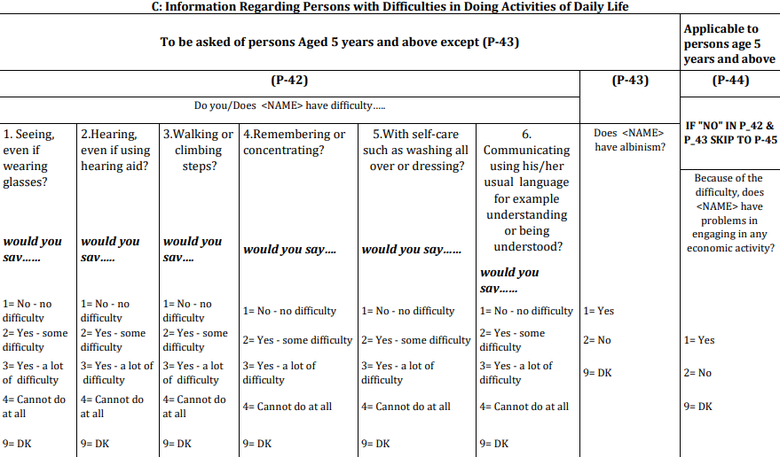 C: Information Regarding Persons with Difficulties in Doing Activities of Daily Life
To be asked of persons Aged 5 years and above except (P-43)
Applicable to
persons age 5
years and above
(P-42)
(P-43)
(P-44)
Do you/Does <NAME> have difficulty.....
1. Seeing,
even if
wearing
glasses?
would you
sav......
1= No - no
difficulty
2= Yes - some
difficulty
3= Yes - a lot
of difficulty
4= Cannot do
at all
9= DK
2.Hearing,
even if using
hearing aid?
would you
sav.....
1= No - no
difficulty
2= Yes - some
difficulty
3= Yes - a lot of
difficulty
4= Cannot do
at all
9= DK
3.Walking or
climbing
steps?
would you
sav....
1= No - no
difficulty
2= Yes - some
difficulty
3= Yes - a lot
of difficulty
4= Cannot do
at all
9= DK
4.Remembering or
concentrating?
would you say....
1= No - no difficulty
2= Yes - some difficulty
3= Yes - a lot of
difficulty
4= Cannot do at all
9= DK
5.With self-care
such as washing all
over or dressing?
would you say......
1= No - no difficulty
2= Yes - some difficulty
3= Yes - a lot of
difficulty
4= Cannot do at all
9= DK
6.
Communicating
using his/her
usual language
for example
understanding
or being
understood?
would you
sav......
1= No - no difficulty
2= Yes - some
difficulty
3= Yes - a lot of
difficulty
4= Cannot do at all
9= DK
Does <NAME>
have albinism?
1= Yes
2= No
9= DK
IF "NO" IN P_42 &
P_43 SKIP TO P-45
Because of the
difficulty, does
<NAME> have
problems in
engaging in any
economic activity?
1= Yes
2= No
9= DK